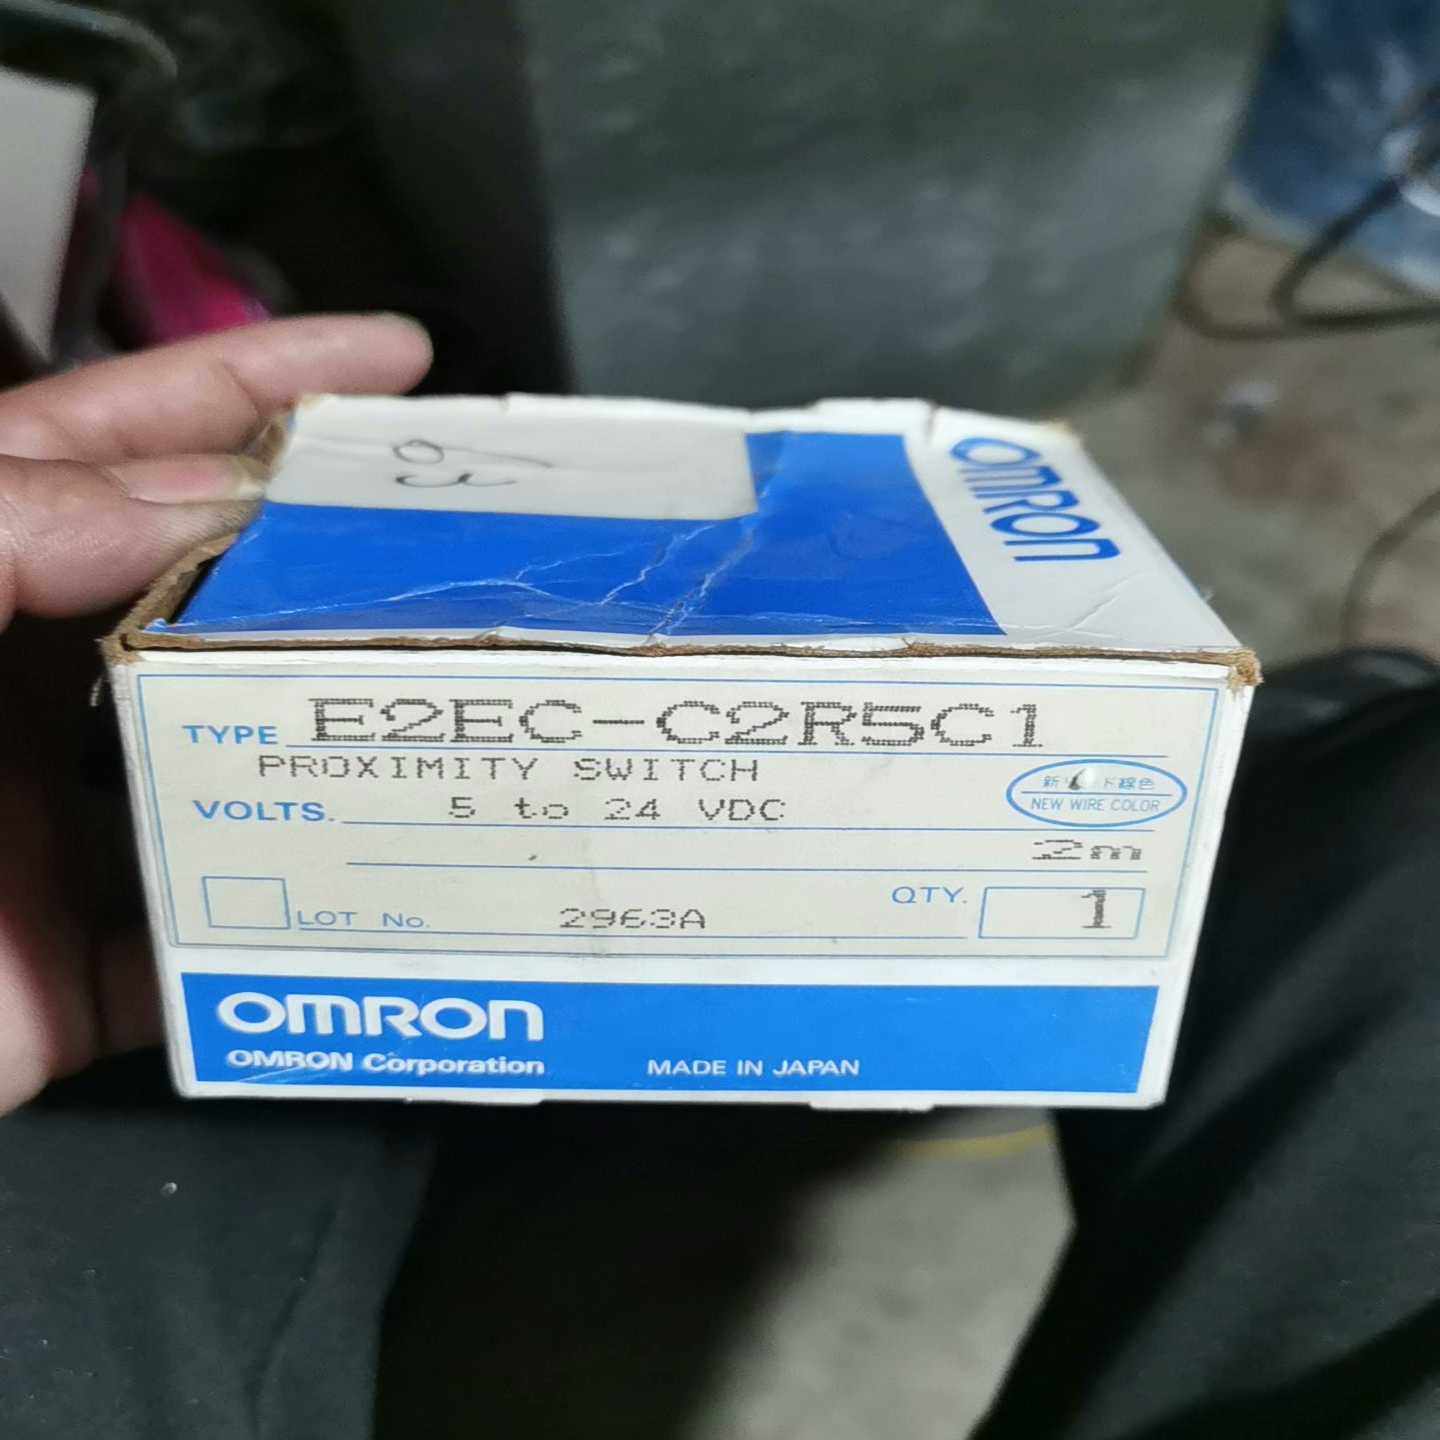 OMRON
TYPE E2EC-C2R5C1
PROXIMITY SWITCH
VOLTS. 5 to 24 VDC
NEW WIRE COLOR
2m
LOT No. 2963A
QTY. 1
OMRON
OMRON Corporation
MADE IN JAPAN